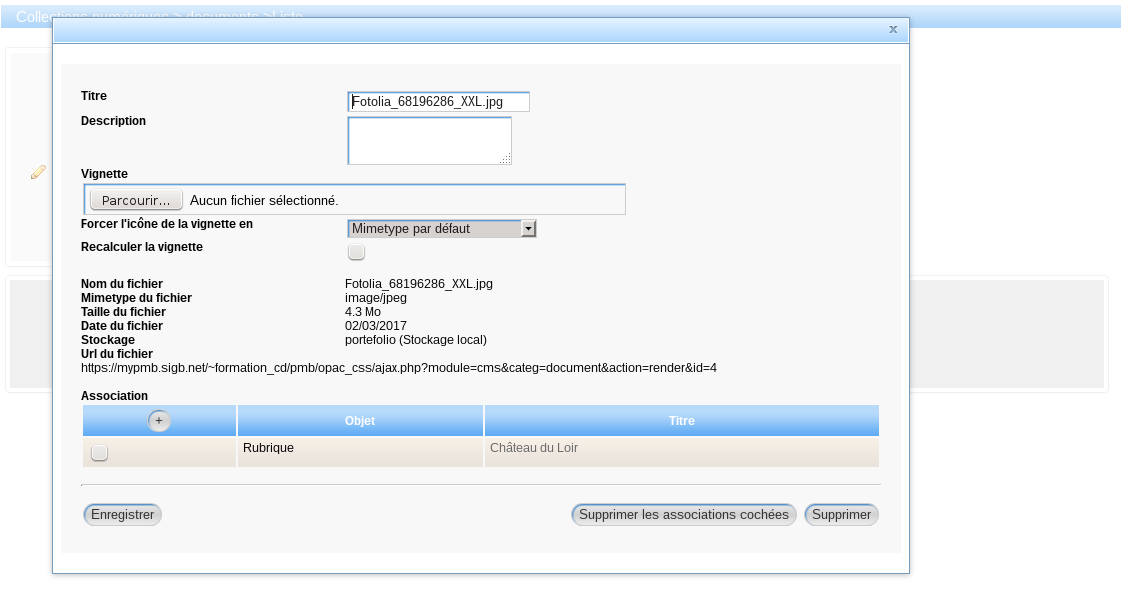 Collections numériques > documents >Liste
x
Titre
Fotolia_68196286_XXL.jpg
Description
Vignette
Parcourir... Aucun fichier sélectionné.
Forcer l'icône de la vignette en Mimetype par défaut
Recalculer la vignette
Nom du fichier Fotolia_68196286_XXL.jpg
Mimetype du fichier image/jpeg
Taille du fichier 4.3 Mo
Date du fichier 02/03/2017
Stockage portefolio (Stockage local)
Url du fichier
https://mypmb.sigb.net/~formation_cd/pmb/opac_css/ajax.php?module=cms&categ=document&action=render&id=4
Association
+ Objet Titre
Rubrique Château du Loir
Enregistrer Supprimer les associations cochées Supprimer